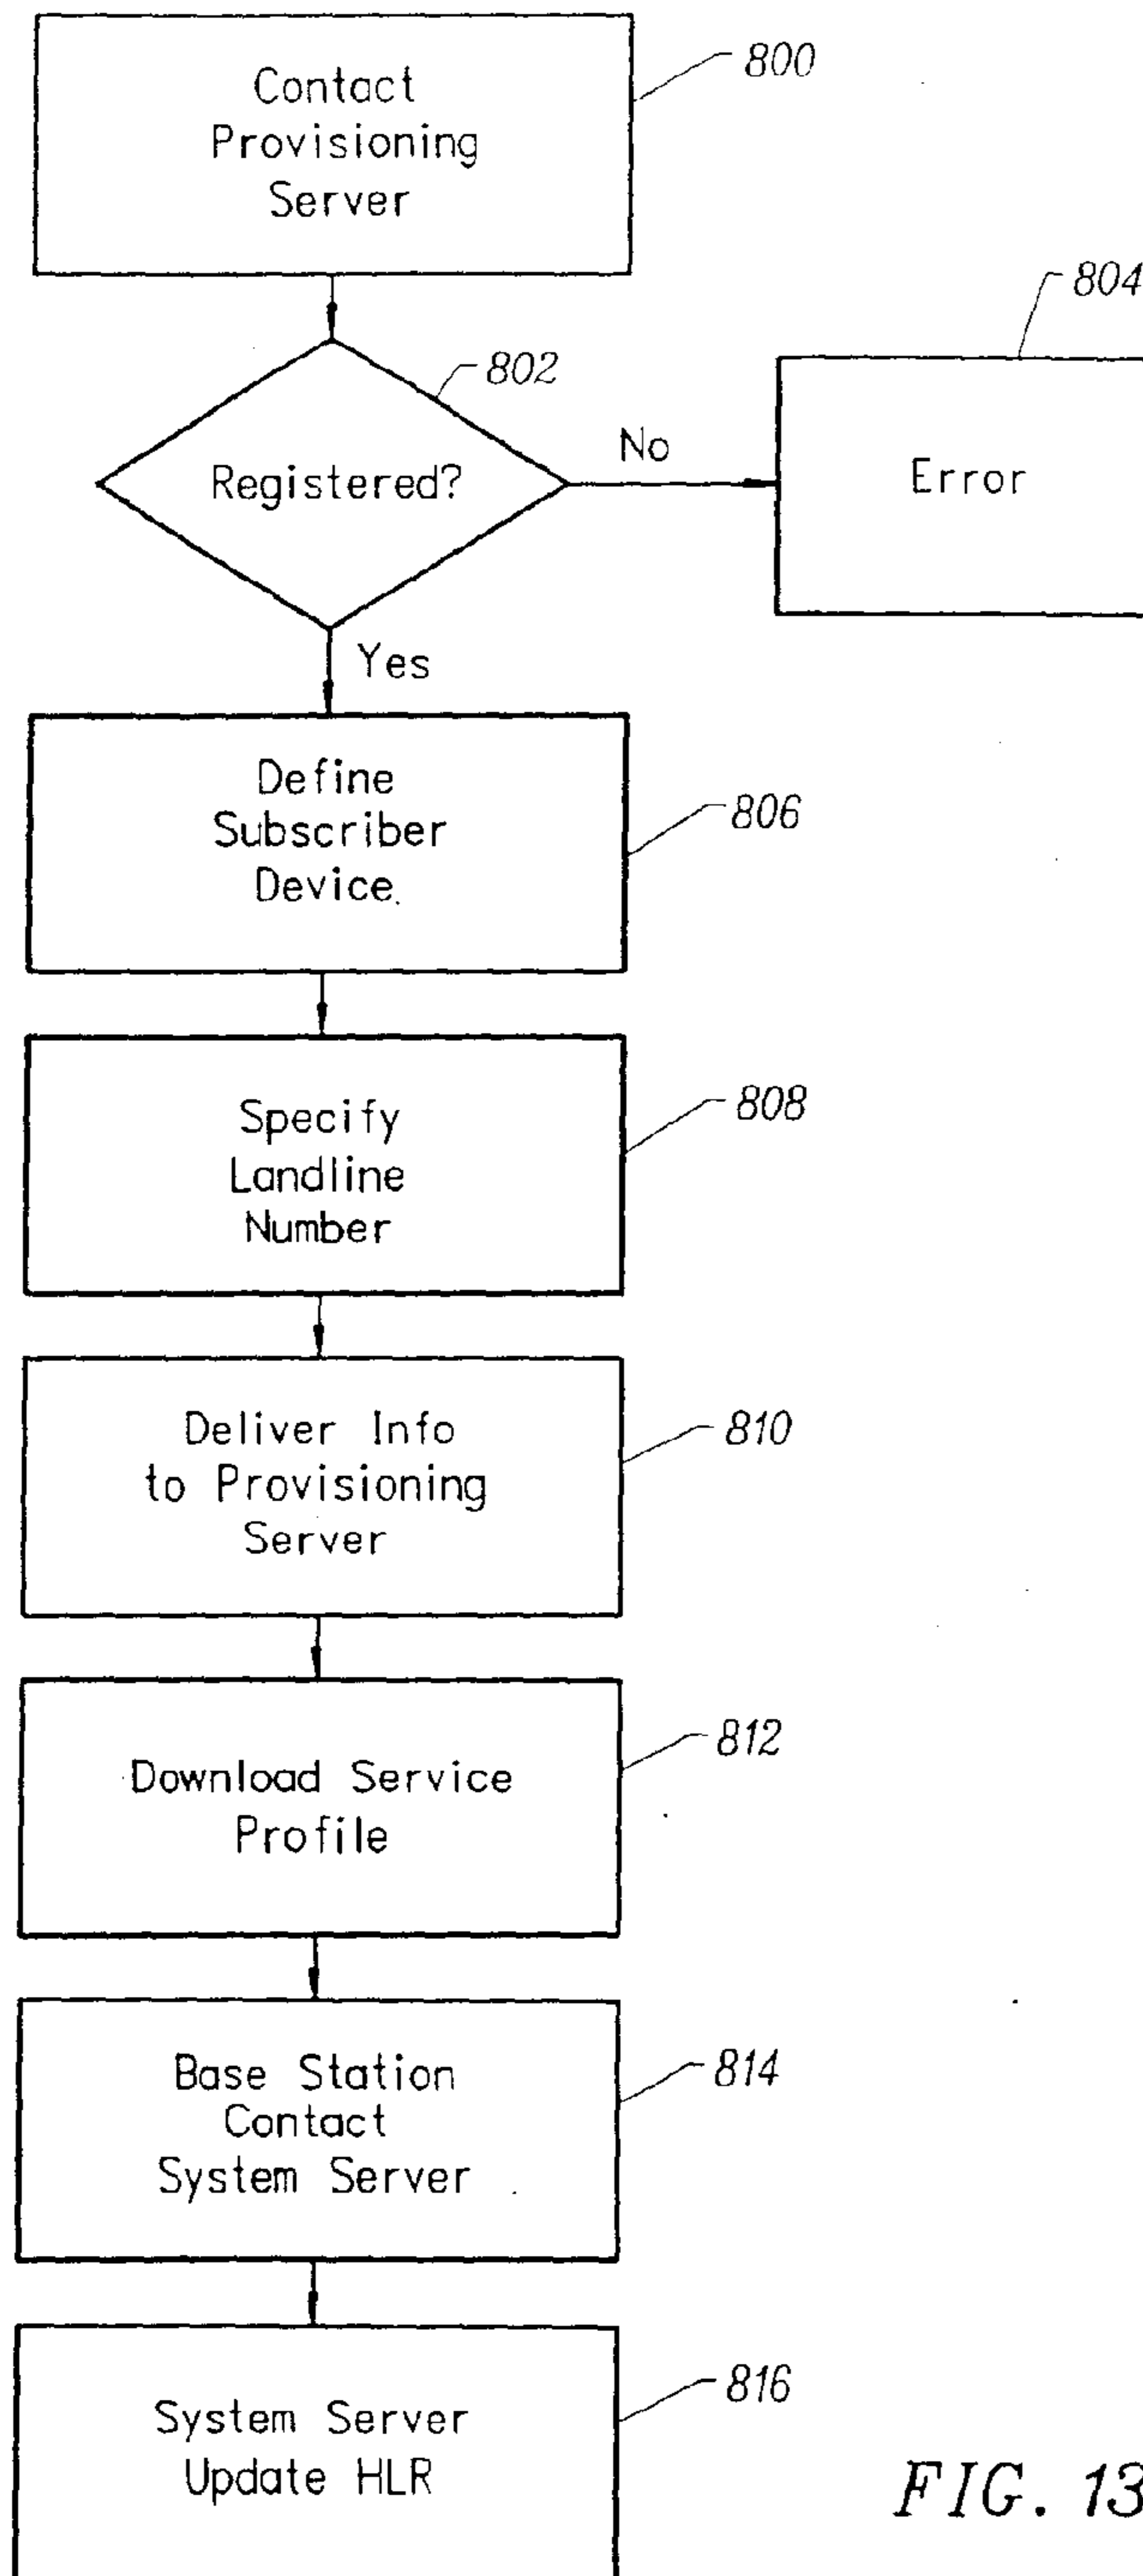 Contact
Provisioning
Server
800
Registered?
802
No
Error
804
Yes
Define
Subscriber
Device
806
Specify
Landline
Number
808
Deliver Info
to Provisioning
Server
810
Download Service
Profile
812
Base Station
Contact
System Server
814
System Server
Update HLR
816
FIG. 13